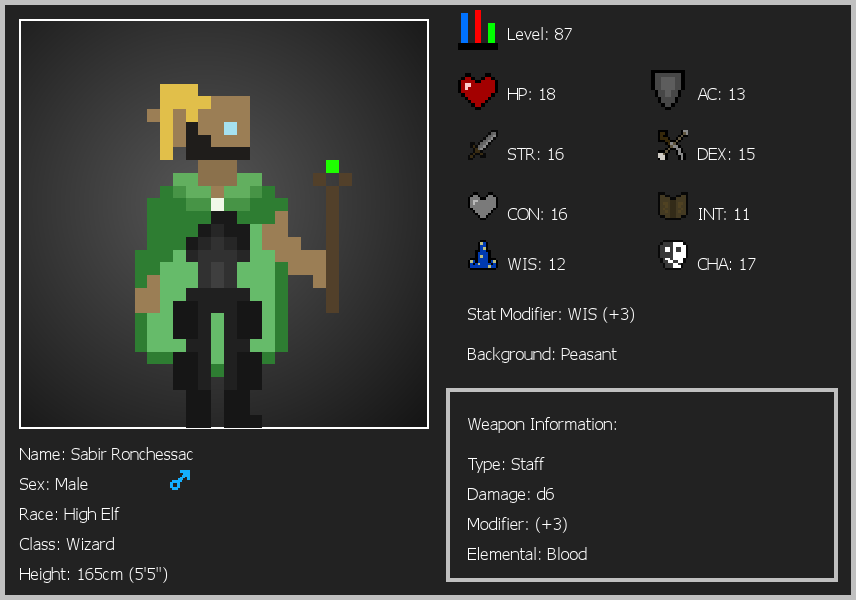 Level: 87
HP: 18
AC: 13
STR: 16
DEX: 15
CON: 16
INT: 11
WIS: 12
CHA: 17
Stat Modifier: WIS (+3)
Background: Peasant
Weapon Information:
Type: Staff
Damage: d6
Modifier: (+3)
Elemental: Blood
Name: Sabir Ronchessac
Sex: Male
Race: High Elf
Class: Wizard
Height: 165cm (5'5")